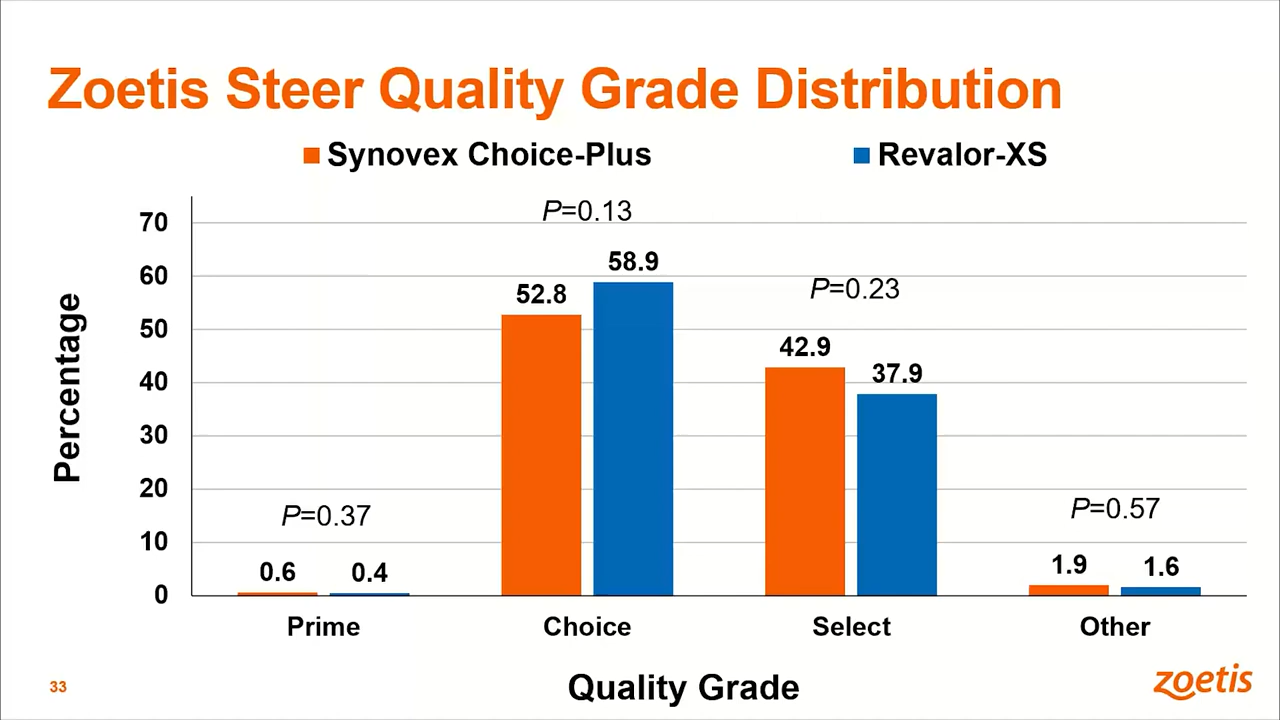 Zoetis Steer Quality Grade Distribution
Synovex Choice-Plus Revalor-XS
P=0.13
70
58.9
60
P=0.23
52.8
50
42.9
40
37.9
30
20
P=0.37
P=0.57
10
0.6 0.4
1.9 1.6
0
Percentage
Prime Choice Select Other
Quality Grade
33
zoetis